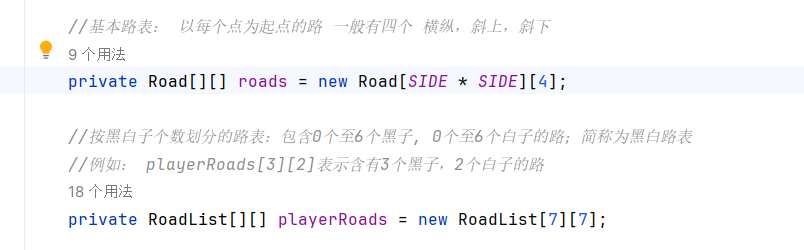 //基本路表： 以每个点为起点的路 一般有四个 横纵，斜上，斜下
9 个用法
private Road[][] roads = new Road[SIDE * SIDE][4];
//按黑白子个数划分的路表：包含0个至6个黑子, 0个至6个白子的路；简称为黑白路表
//例如： playerRoads[3][2]表示含有3个黑子，2个白子的路
18 个用法
private RoadList[][] playerRoads = new RoadList[7][7];